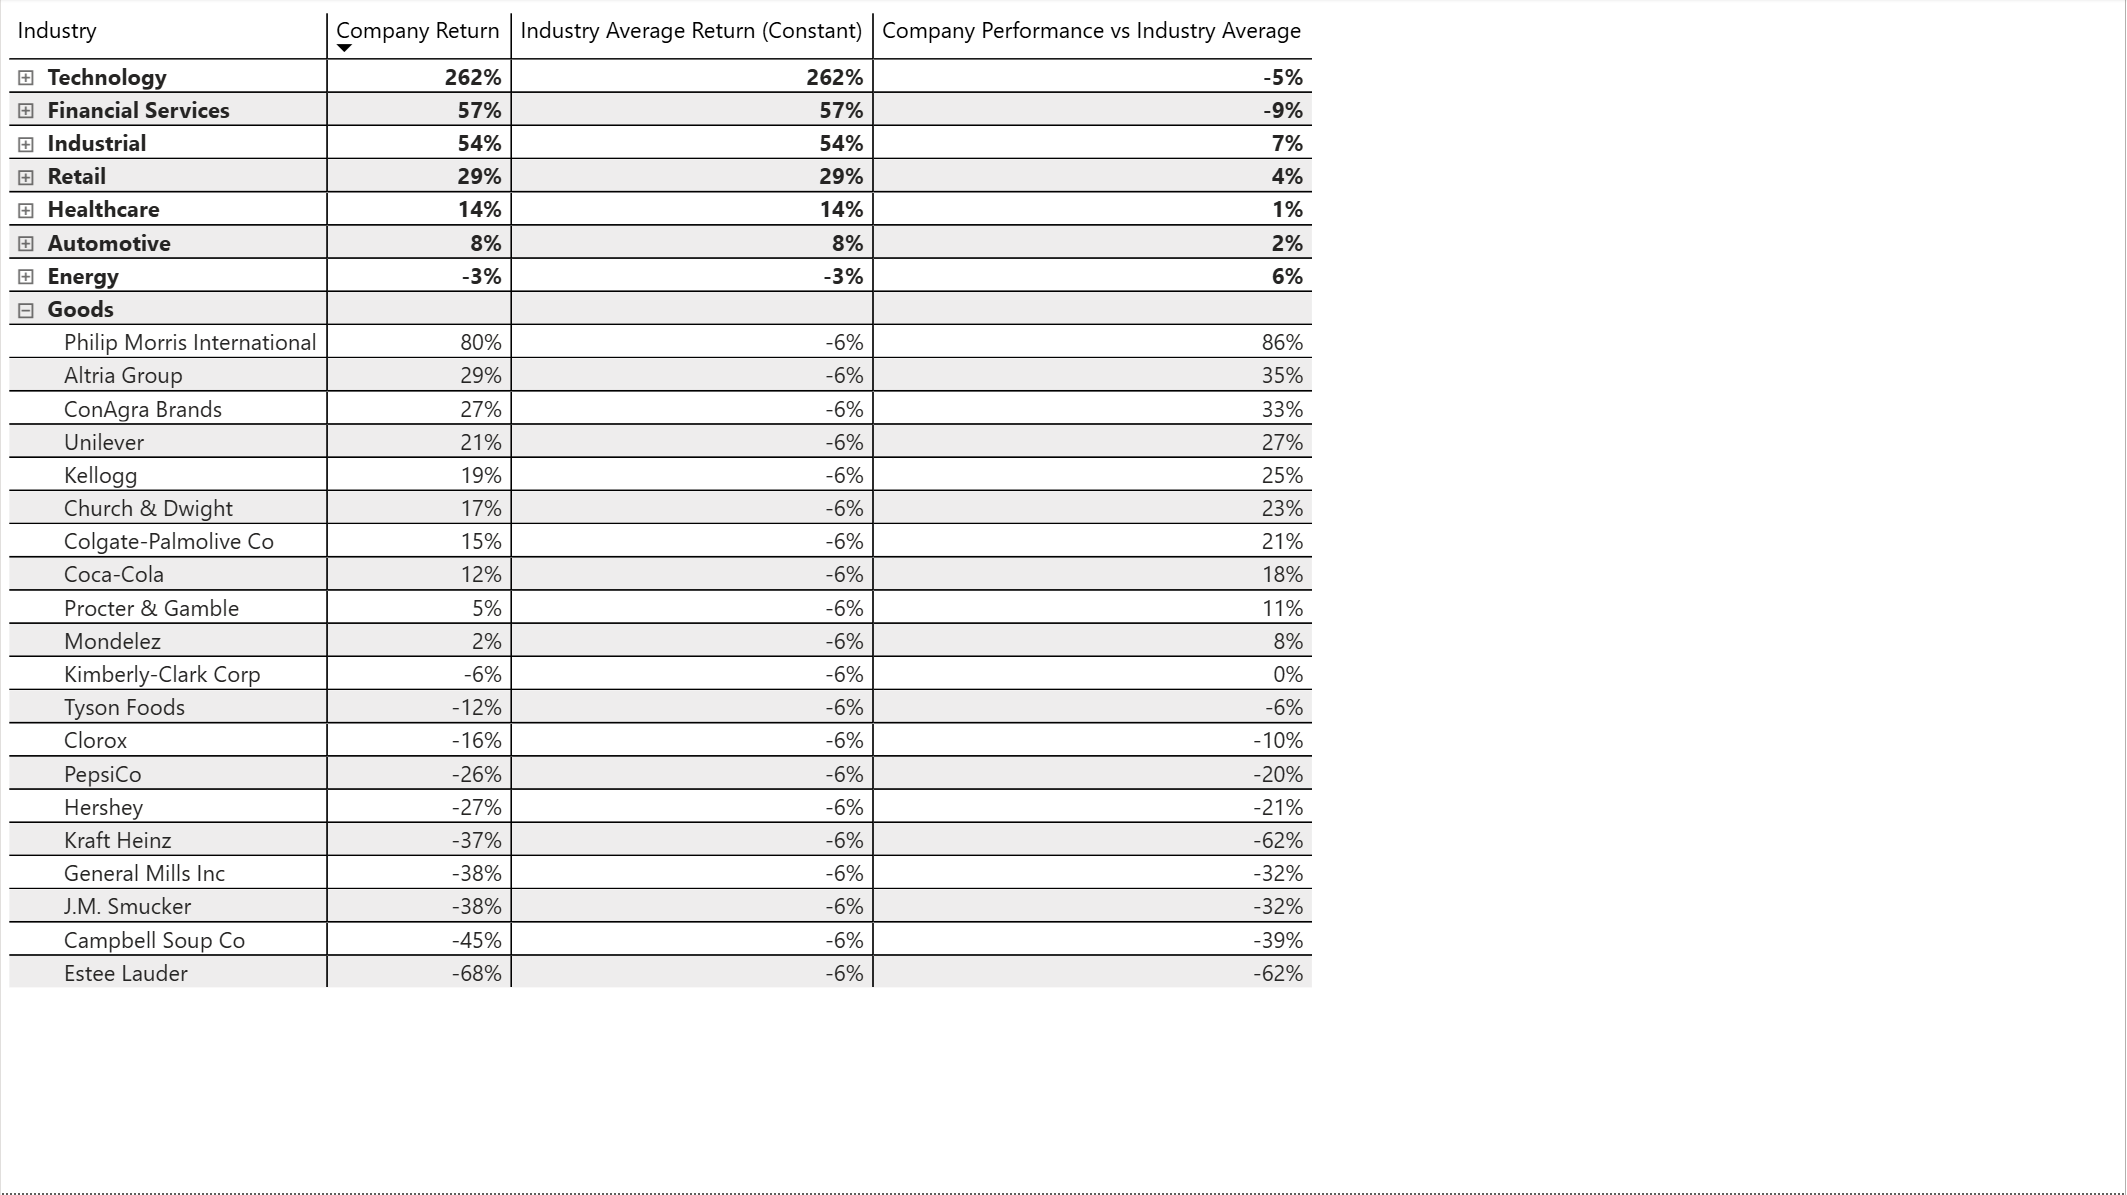 Industry Company Return Industry Average Return (Constant) Company Performance vs Industry Average
Technology 262% 262% -5%
Financial Services 57% 57% -9%
Industrial 54% 54% 7%
Retail 29% 29% 4%
Healthcare 14% 14% 1%
Automotive 8% 8% 2%
Energy -3% -3% 6%
Goods
Philip Morris International 80% -6% 86%
Altria Group 29% -6% 35%
ConAgra Brands 27% -6% 33%
Unilever 21% -6% 27%
Kellogg 19% -6% 25%
Church & Dwight 17% -6% 23%
Colgate-Palmolive Co 15% -6% 21%
Coca-Cola 12% -6% 18%
Procter & Gamble 5% -6% 11%
Mondelez 2% -6% 8%
Kimberly-Clark Corp -6% -6% 0%
Tyson Foods -12% -6% -6%
Clorox -16% -6% -10%
PepsiCo -26% -6% -20%
Hershey -27% -6% -21%
Kraft Heinz -37% -6% -62%
General Mills Inc -38% -6% -32%
J.M. Smucker -38% -6% -32%
Campbell Soup Co -45% -6% -39%
Estee Lauder -68% -6% -62%